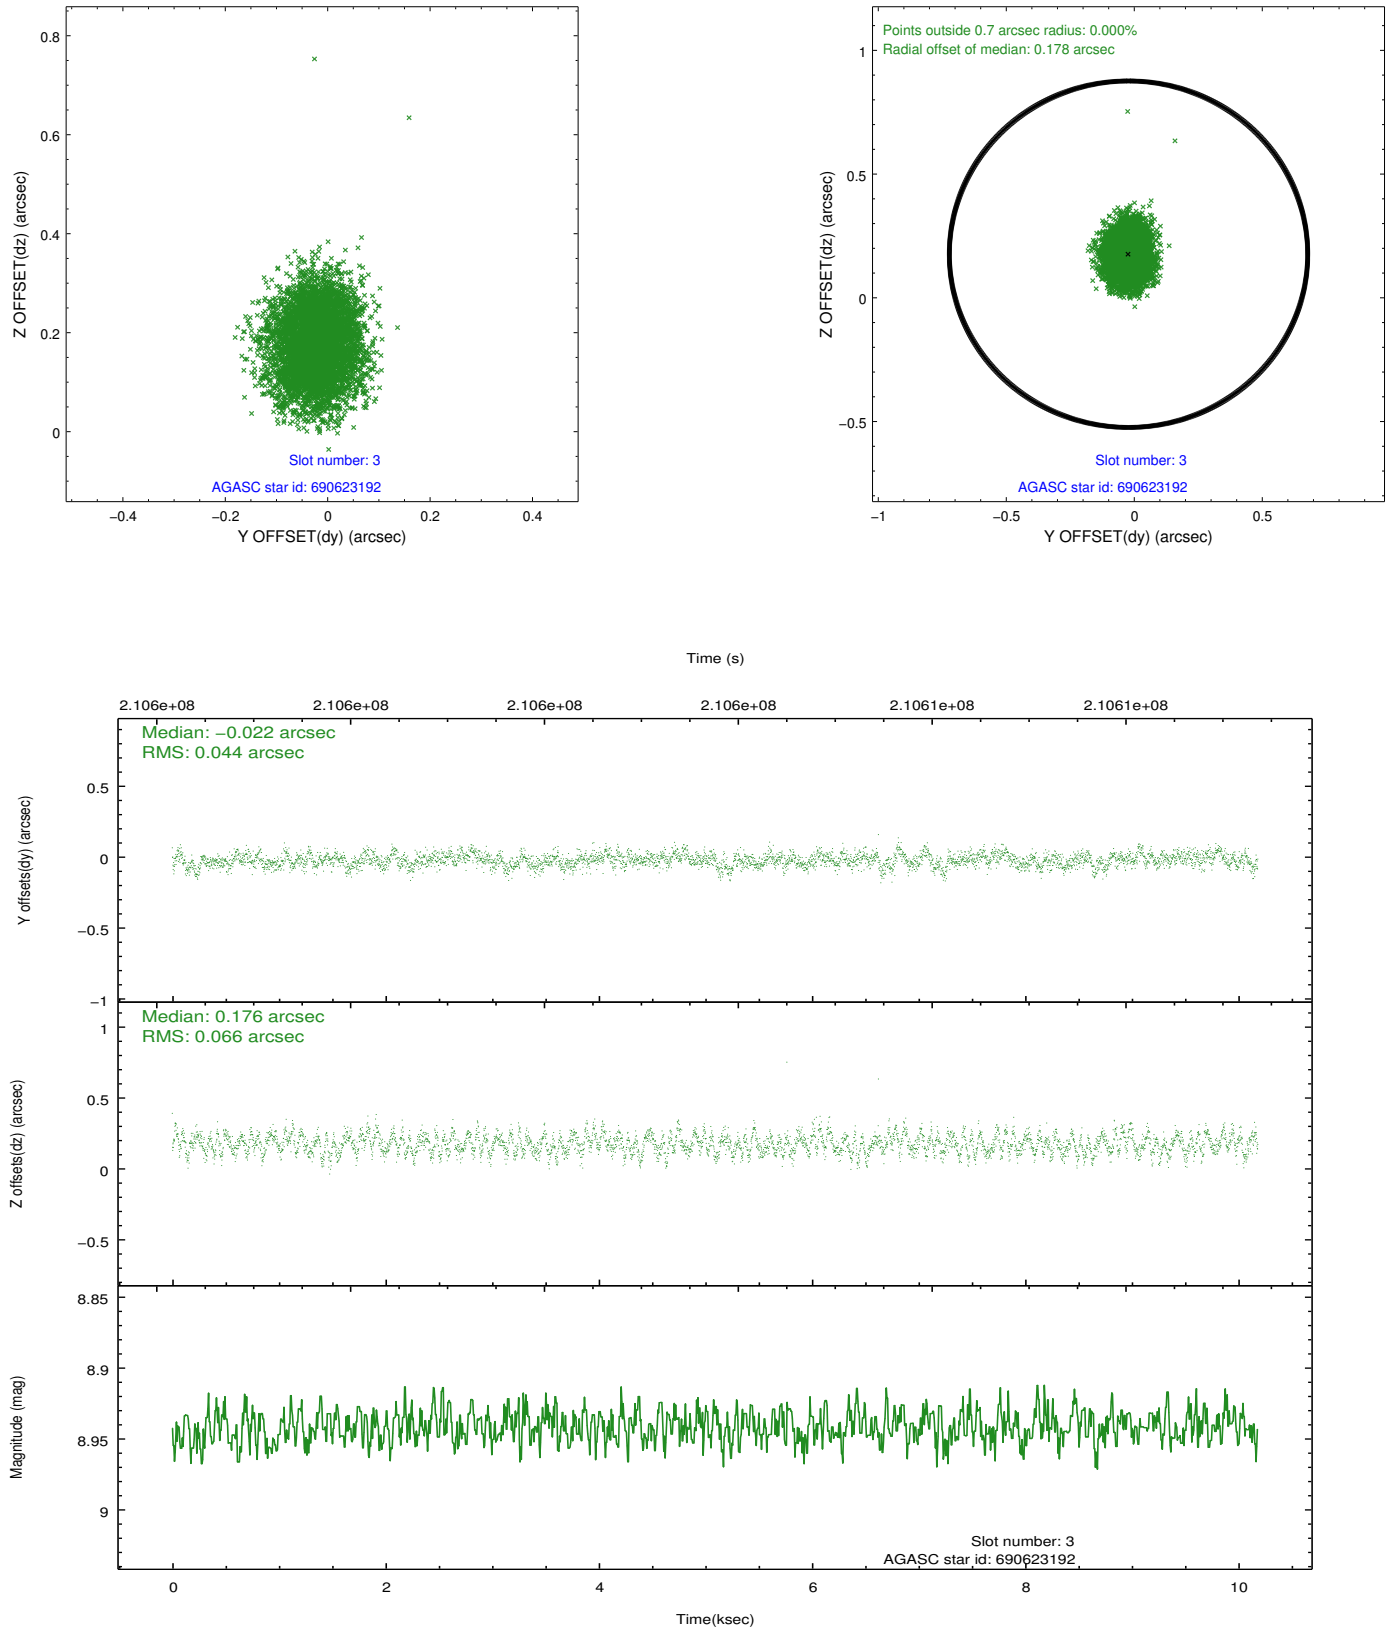 0.8
0.6
0.4
0.2
0
−0.4
−0.2
0
0.2
0.4
Z OFFSET(dz) (arcsec)
Y OFFSET(dy) (arcsec)
Slot number: 3
AGASC star id: 690623192
Points outside 0.7 arcsec radius: 0.000%
Radial offset of median: 0.178 arcsec
1
0.5
0
−0.5
−1
−0.5
0
0.5
Z OFFSET(dz) (arcsec)
Y OFFSET(dy) (arcsec)
Slot number: 3
AGASC star id: 690623192
Time (s)
2.106e+08
2.106e+08
2.106e+08
2.106e+08
2.1061e+08
2.1061e+08
Median: −0.022 arcsec
RMS: 0.044 arcsec
0.5
0
−0.5
−1
Y offsets(dy) (arcsec)
Median: 0.176 arcsec
RMS: 0.066 arcsec
1
0.5
0
−0.5
Z offsets(dz) (arcsec)
8.85
8.9
8.95
9
Magnitude (mag)
Slot number: 3
AGASC star id: 690623192
0
2
4
6
8
10
Time(ksec)